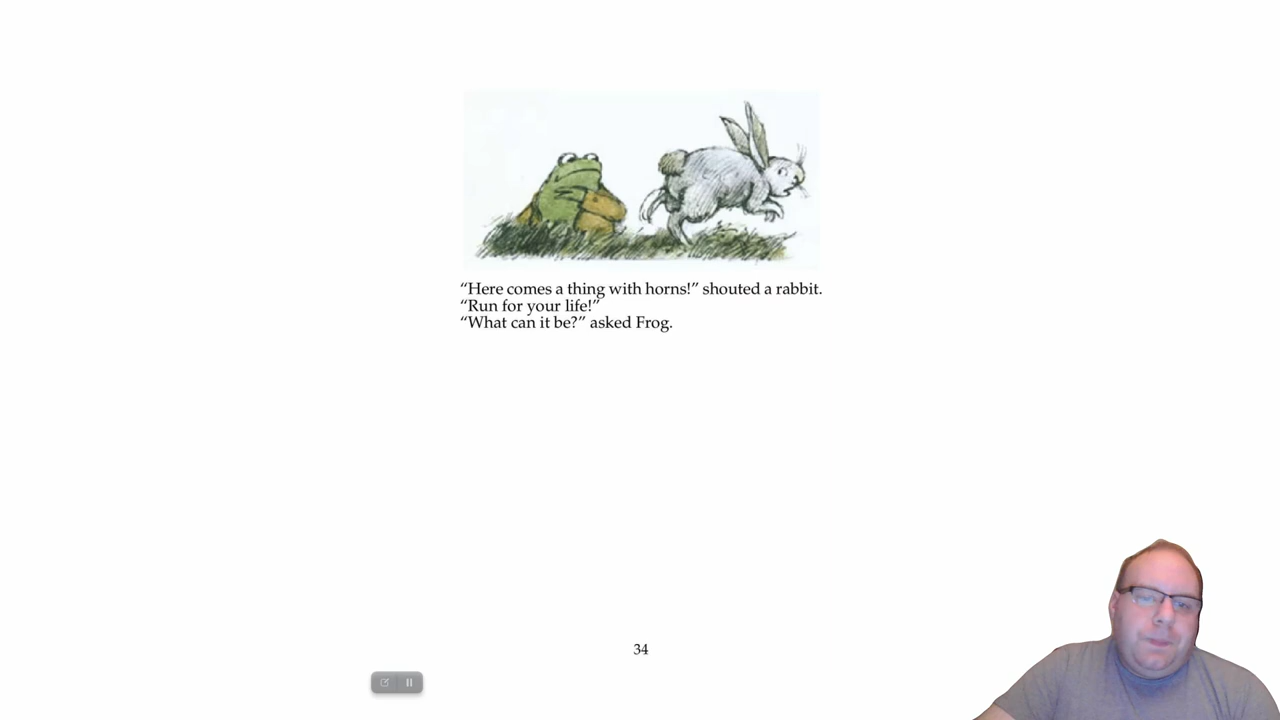 “Here comes a thing with horns!” shouted a rabbit.
“Run for your life!”
“What can it be?” asked Frog.
34